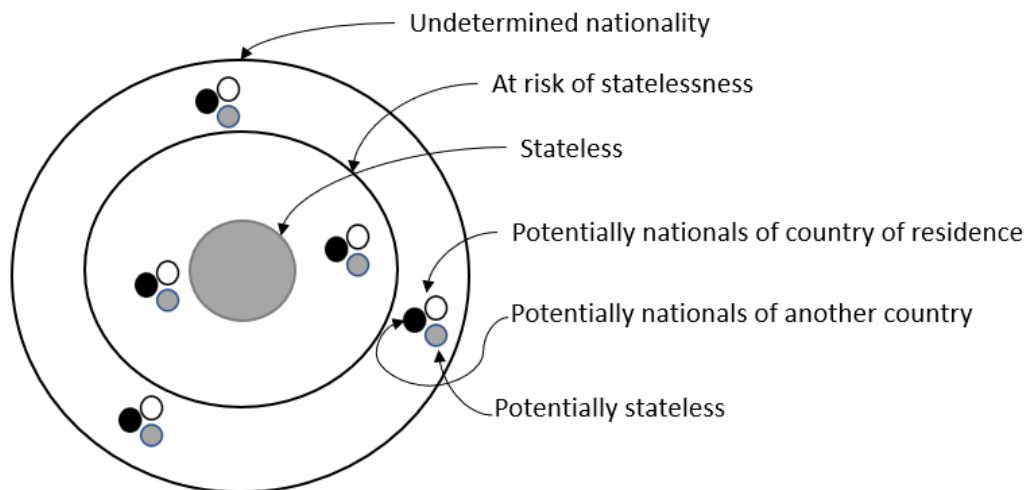 Undetermined nationality
At risk of statelessness
Stateless
Potentially nationals of country of residence
Potentially nationals of another country
Potentially stateless